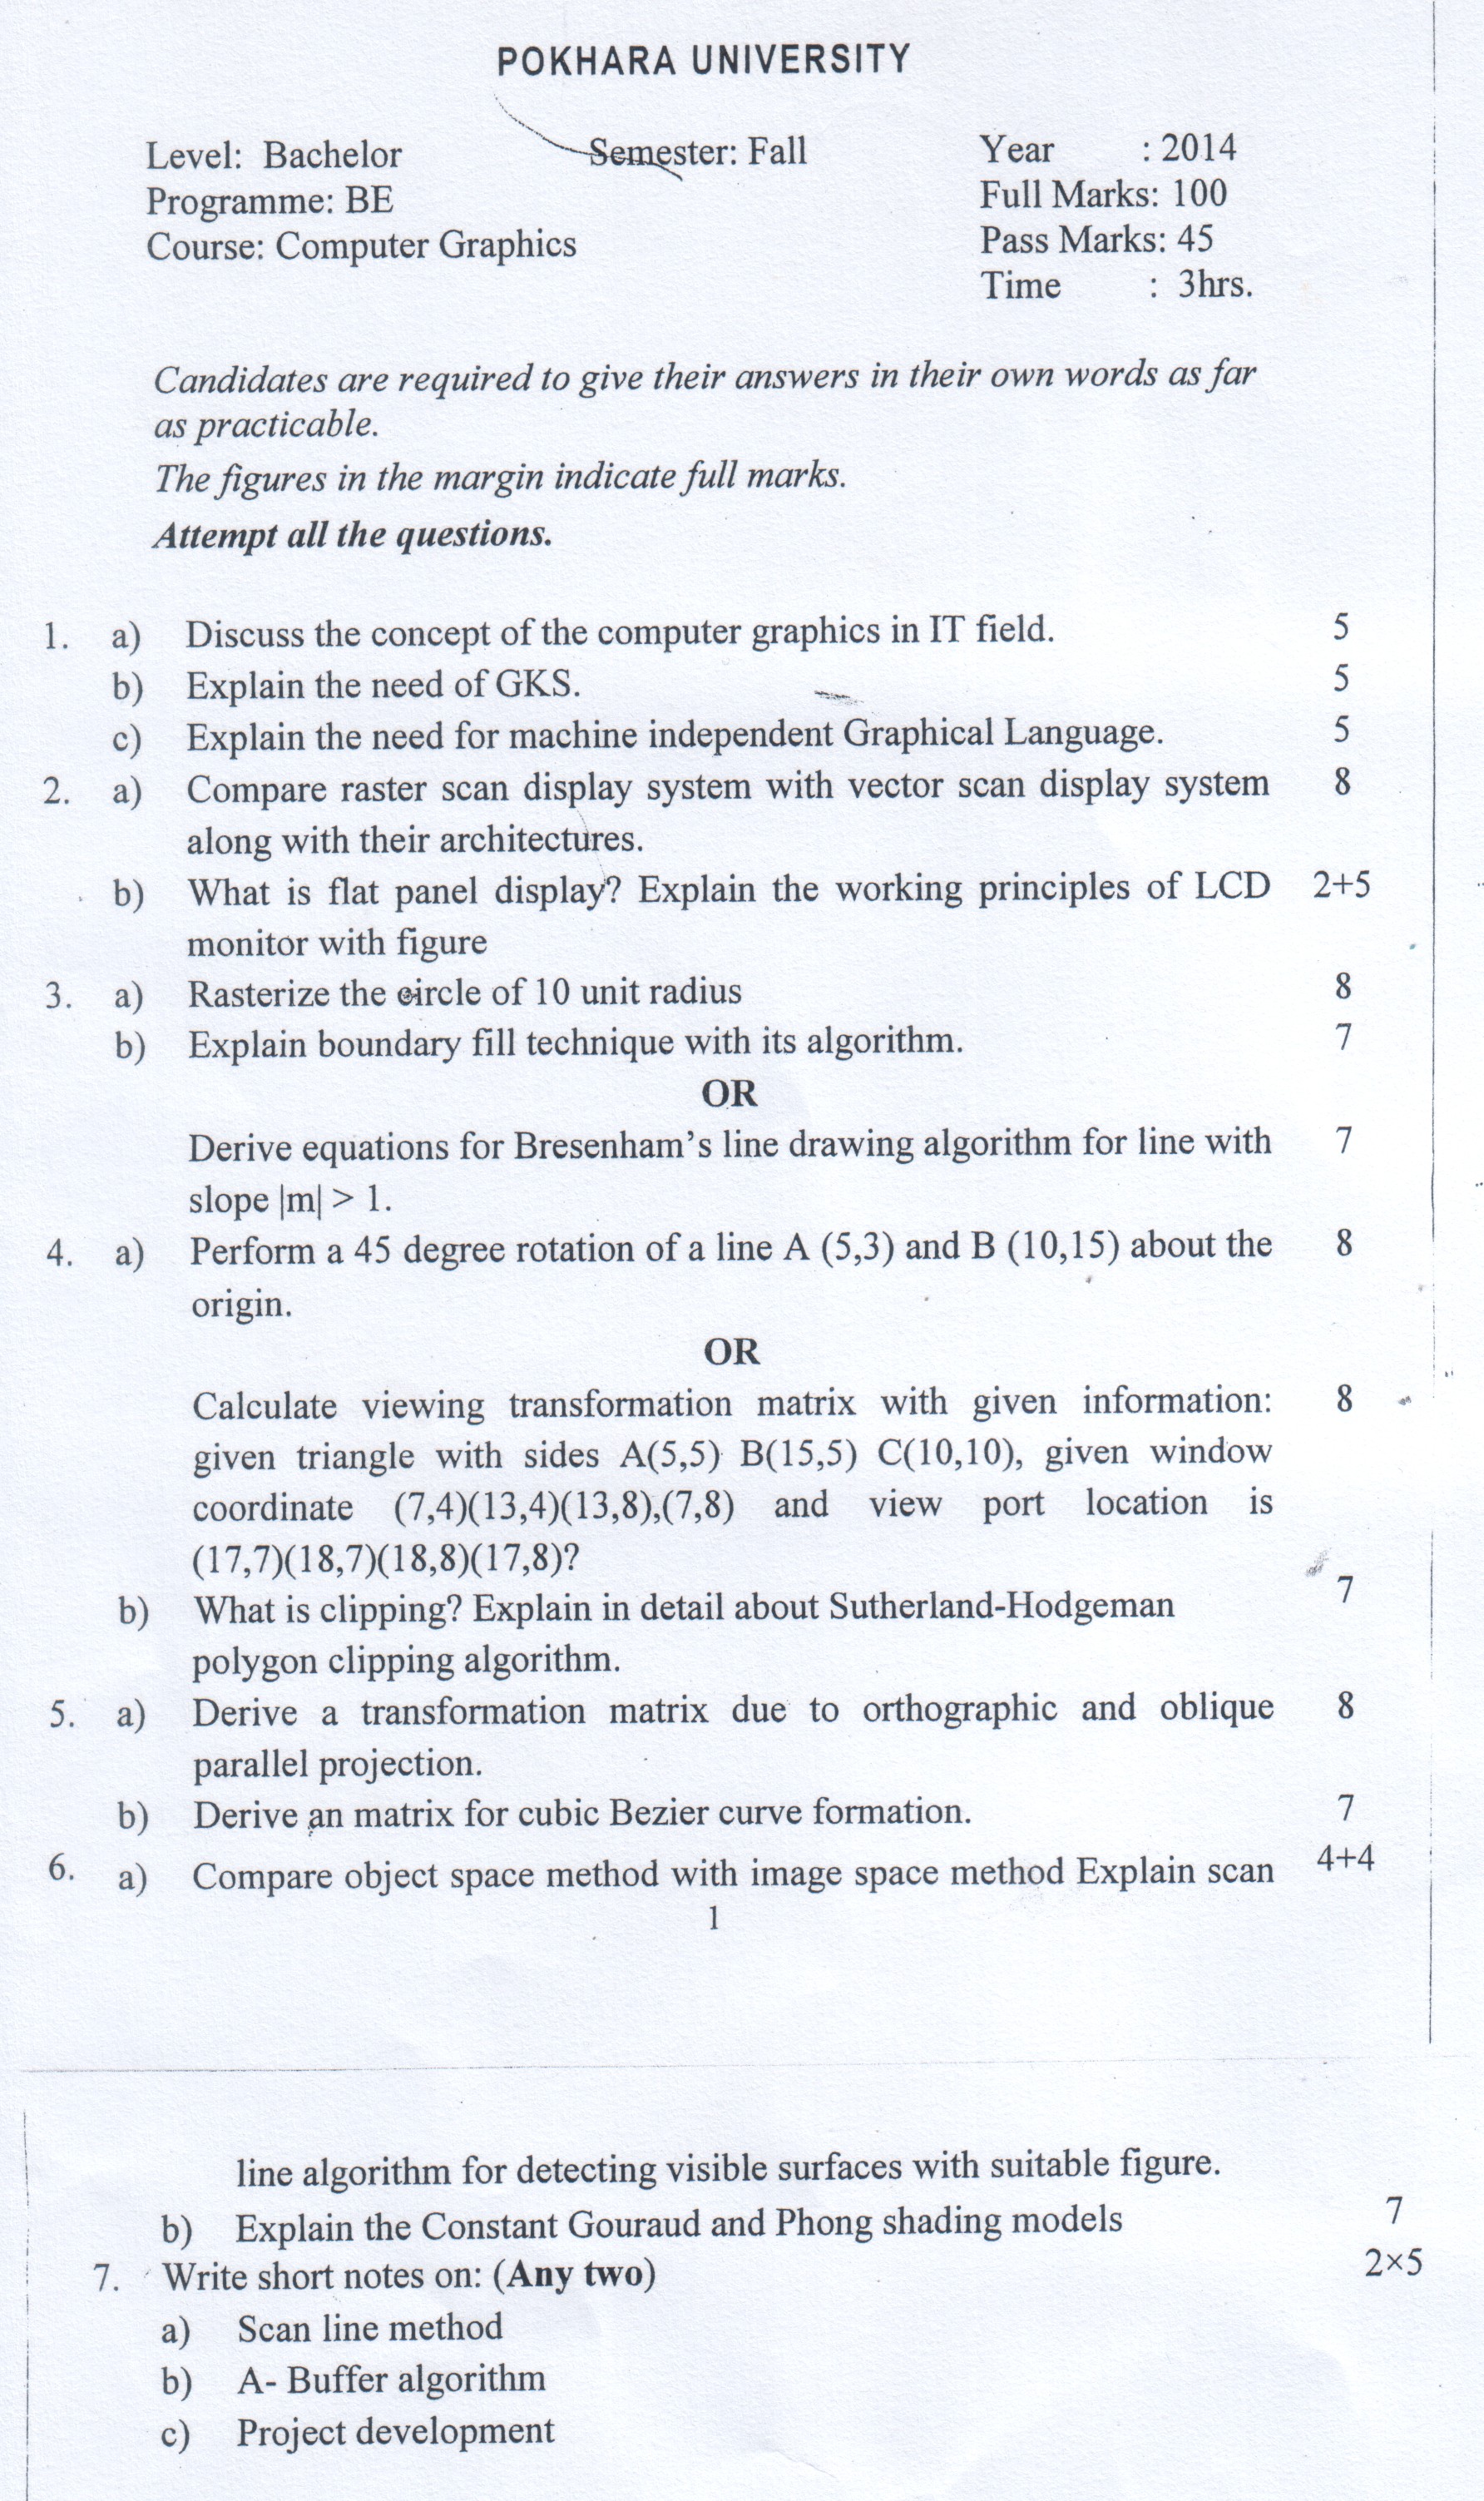 POKHARA UNIVERSITY
Level: Bachelor Semester: Fall Year : 2014
Programme: BE Full Marks: 100
Course: Computer Graphics Pass Marks: 45
Time : 3hrs.
Candidates are required to give their answers in their own words as far
as practicable.
The figures in the margin indicate full marks.
Attempt all the questions.
1. a) Discuss the concept of the computer graphics in IT field. 5
b) Explain the need of GKS. 5
c) Explain the need for machine independent Graphical Language. 5
2. a) Compare raster scan display system with vector scan display system 8
along with their architectures.
b) What is flat panel display? Explain the working principles of LCD 2+5
monitor with figure
3. a) Rasterize the circle of 10 unit radius 8
b) Explain boundary fill technique with its algorithm. 7
OR
Derive equations for Bresenham's line drawing algorithm for line with 7
slope |m| > 1.
4. a) Perform a 45 degree rotation of a line A (5,3) and B (10,15) about the 8
origin.
OR
Calculate viewing transformation matrix with given information: 8
given triangle with sides A(5,5) B(15,5) C(10,10), given window
coordinate (7,4)(13,4)(13,8),(7,8) and view port location is
(17,7)(18,7)(18,8)(17,8)?
b) What is clipping? Explain in detail about Sutherland-Hodgeman 7
polygon clipping algorithm.
5. a) Derive a transformation matrix due to orthographic and oblique 8
parallel projection.
b) Derive an matrix for cubic Bezier curve formation. 7
6. a) Compare object space method with image space method Explain scan 4+4
1
line algorithm for detecting visible surfaces with suitable figure.
b) Explain the Constant Gouraud and Phong shading models 7
7. Write short notes on: (Any two) 2×5
a) Scan line method
b) A- Buffer algorithm
c) Project development